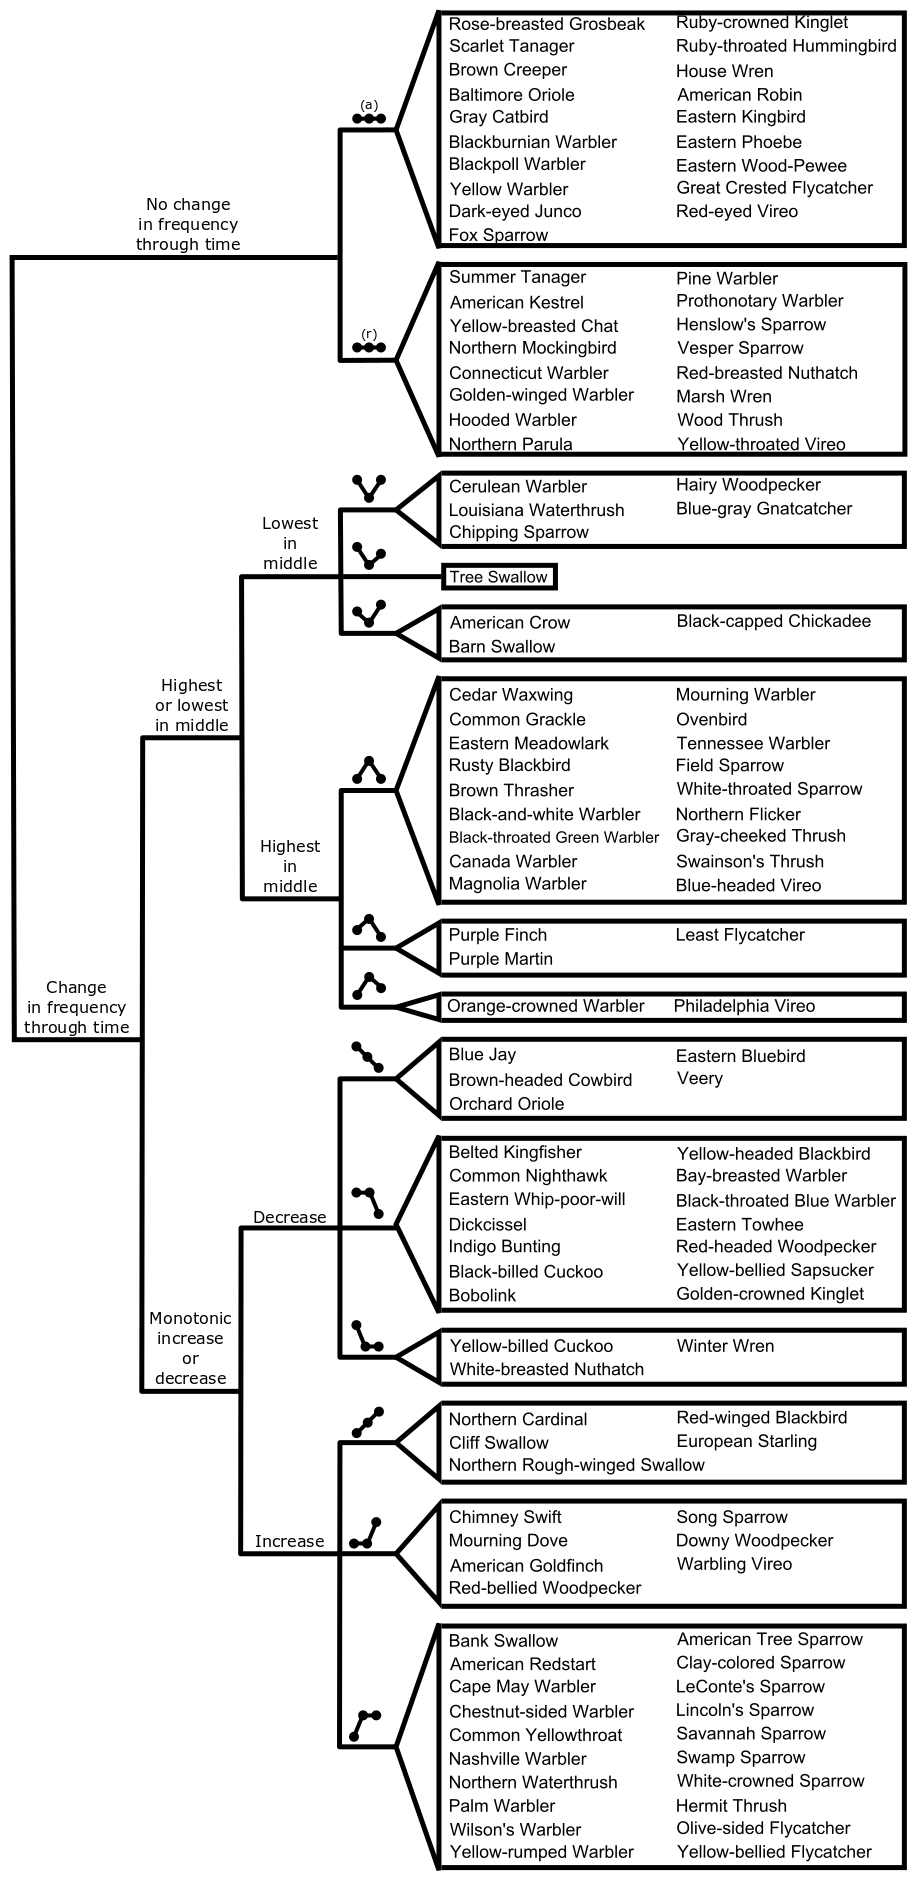 (a)
Rose-breasted Grosbeak
Scarlet Tanager
Brown Creeper
Baltimore Oriole
Gray Catbird
Blackburnian Warbler
Blackpoll Warbler
Yellow Warbler
Dark-eyed Junco
Fox Sparrow
Ruby-crowned Kinglet
Ruby-throated Hummingbird
House Wren
American Robin
Eastern Kingbird
Eastern Phoebe
Eastern Wood-Pewee
Great Crested Flycatcher
Red-eyed Vireo
No change
in frequency
through time
(r)
Summer Tanager
American Kestrel
Yellow-breasted Chat
Northern Mockingbird
Connecticut Warbler
Golden-winged Warbler
Hooded Warbler
Northern Parula
Pine Warbler
Prothonotary Warbler
Henslow's Sparrow
Vesper Sparrow
Red-breasted Nuthatch
Marsh Wren
Wood Thrush
Yellow-throated Vireo
Lowest
in
middle
Cerulean Warbler
Louisiana Waterthrush
Chipping Sparrow
Hairy Woodpecker
Blue-gray Gnatcatcher
Tree Swallow
American Crow
Barn Swallow
Black-capped Chickadee
Highest
or lowest
in middle
Highest
in
middle
Cedar Waxwing
Common Grackle
Eastern Meadowlark
Rusty Blackbird
Brown Thrasher
Black-and-white Warbler
Black-throated Green Warbler
Canada Warbler
Magnolia Warbler
Mourning Warbler
Ovenbird
Tennessee Warbler
Field Sparrow
White-throated Sparrow
Northern Flicker
Gray-cheeked Thrush
Swainson's Thrush
Blue-headed Vireo
Purple Finch
Purple Martin
Least Flycatcher
Orange-crowned Warbler
Philadelphia Vireo
Change
in frequency
through time
Blue Jay
Brown-headed Cowbird
Orchard Oriole
Eastern Bluebird
Veery
Decrease
Belted Kingfisher
Common Nighthawk
Eastern Whip-poor-will
Dickcissel
Indigo Bunting
Black-billed Cuckoo
Bobolink
Yellow-headed Blackbird
Bay-breasted Warbler
Black-throated Blue Warbler
Eastern Towhee
Red-headed Woodpecker
Yellow-bellied Sapsucker
Golden-crowned Kinglet
Monotonic
increase
or
decrease
Yellow-billed Cuckoo
White-breasted Nuthatch
Winter Wren
Northern Cardinal
Cliff Swallow
Northern Rough-winged Swallow
Red-winged Blackbird
European Starling
Increase
Chimney Swift
Mourning Dove
American Goldfinch
Red-bellied Woodpecker
Song Sparrow
Downy Woodpecker
Warbling Vireo
Bank Swallow
American Redstart
Cape May Warbler
Chestnut-sided Warbler
Common Yellowthroat
Nashville Warbler
Northern Waterthrush
Palm Warbler
Wilson's Warbler
Yellow-rumped Warbler
American Tree Sparrow
Clay-colored Sparrow
LeConte's Sparrow
Lincoln's Sparrow
Savannah Sparrow
Swamp Sparrow
White-crowned Sparrow
Hermit Thrush
Olive-sided Flycatcher
Yellow-bellied Flycatcher